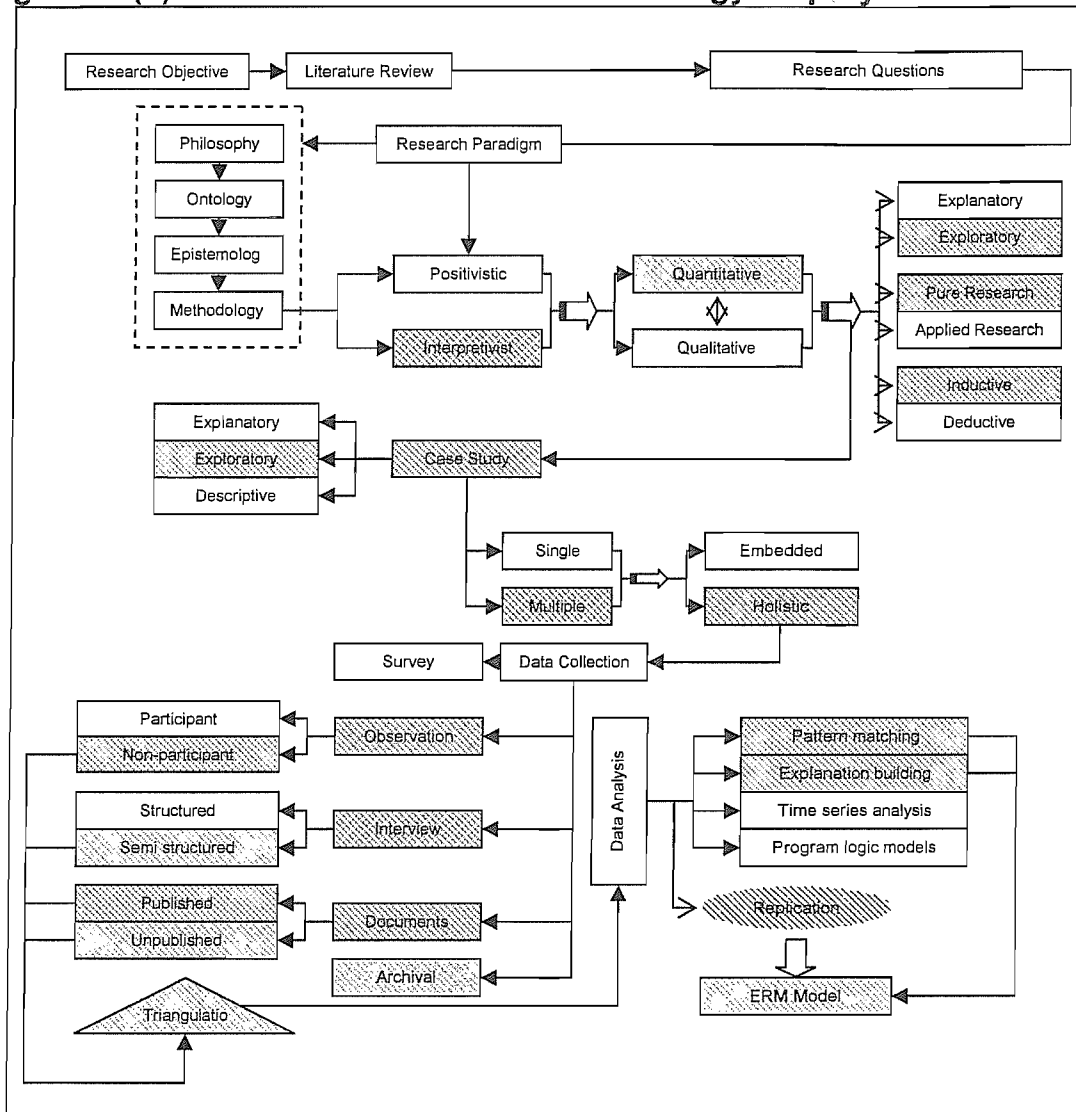 Research Objective
Literature Review
Research Questions
Philosophy
Research Paradigm
Ontology
Epistemolog
Methodology
Positivistic
Interpretivist
Quantitative
Qualitative
Explanatory
Exploratory
Pure Research
Applied Research
Inductive
Deductive
Explanatory
Exploratory
Descriptive
Case Study
Single
Multiple
Embedded
Holistic
Survey
Data Collection
Participant
Non-participant
Observation
Structured
Semi structured
Interview
Published
Unpublished
Documents
Archival
Triangulatio
Data Analysis
Pattern matching
Explanation building
Time series analysis
Program logic models
Replication
ERM Model